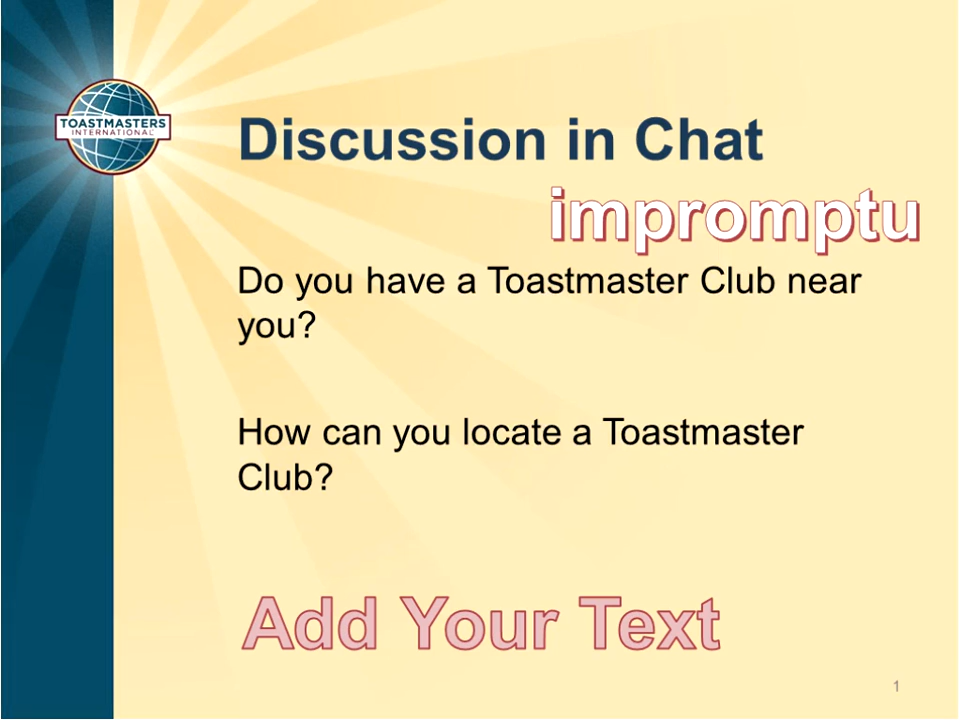 TOASTMASTERS
INTERNATIONAL
Discussion in Chat
impromptu
Do you have a Toastmaster Club near
you?
How can you locate a Toastmaster
Club?
Add Your Text
1